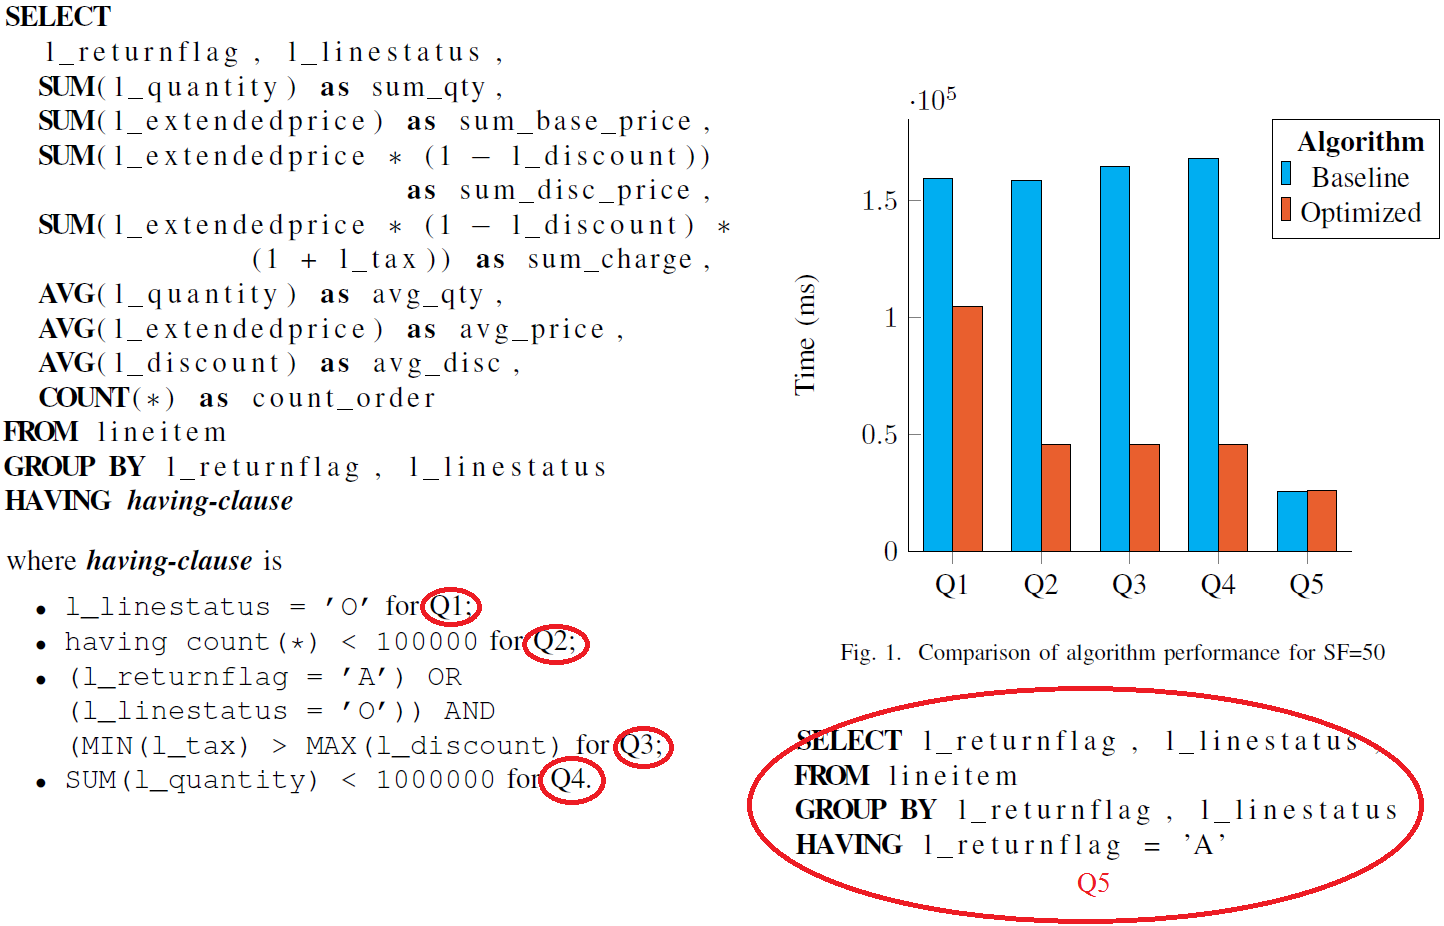 SELECT
l_returnflag , l_linestatus ,
SUM(l_quantity) as sum_qty ,
SUM(l_extendedprice) as sum_base_price ,
SUM(l_extendedprice * (1 − l_discount))
as sum_disc_price ,
SUM(l_extendedprice * (1 − l_discount) *
(1 + l_tax)) as sum_charge ,
AVG(l_quantity) as avg_qty ,
AVG(l_extendedprice) as avg_price ,
AVG(l_discount) as avg_disc ,
COUNT(*) as count_order
FROM lineitem
GROUP BY l_returnflag , l_linestatus
HAVING having-clause
where having-clause is
• l_linestatus = 'O' for Q1;
• having count(*) < 100000 for Q2;
• (l_returnflag = 'A') OR
(l_linestatus = 'O')) AND
(MIN(l_tax) > MAX(l_discount) for Q3;
• SUM(l_quantity) < 1000000 for Q4.
·10⁵
1.5
1
0.5
0
Time (ms)
Q1 Q2 Q3 Q4 Q5
Algorithm
Baseline
Optimized
Fig. 1. Comparison of algorithm performance for SF=50
SELECT l_returnflag , l_linestatus ,
FROM lineitem
GROUP BY l_returnflag , l_linestatus
HAVING l_returnflag = 'A'
Q5